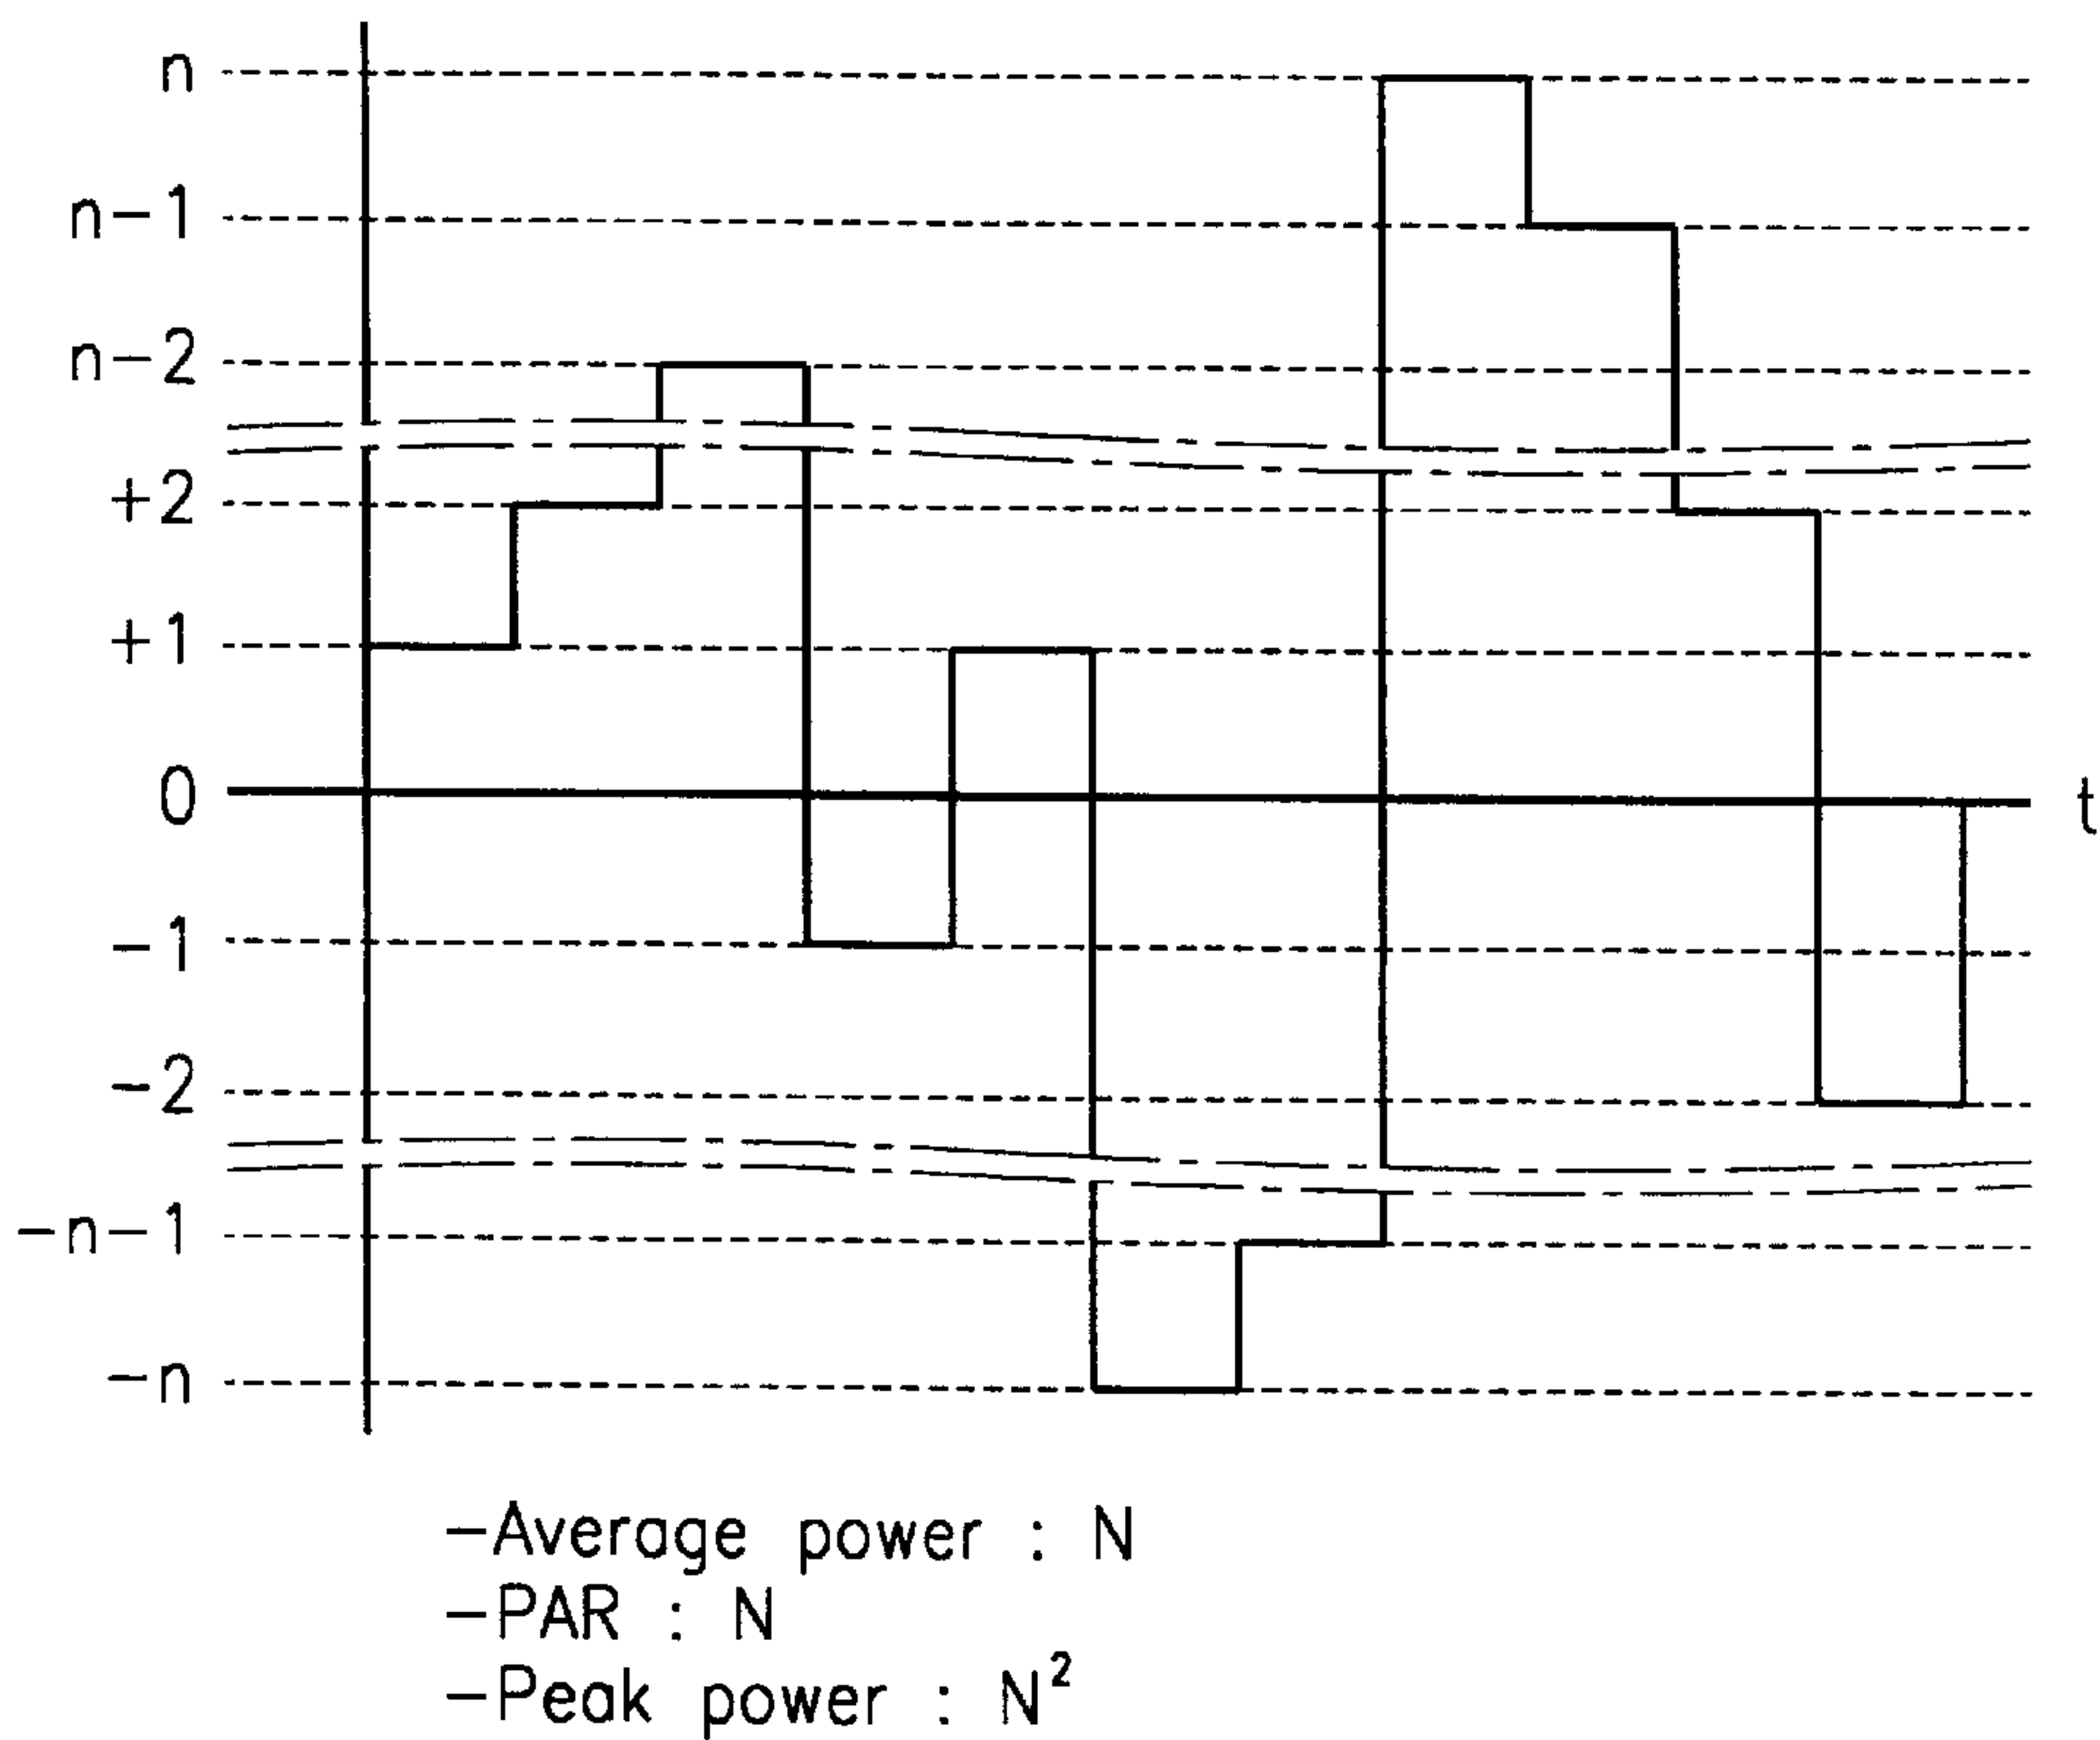 n
n-1
n-2
+2
+1
0
t
-1
-2
-n-1
-n
-Average power : N
-PAR : N
-Peak power : N²